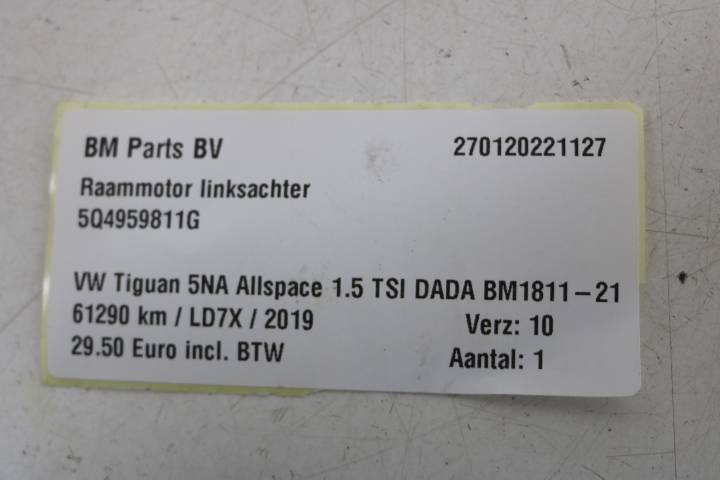 BM Parts BV 270120221127
Raammotor linksachter
5Q4959811G
VW Tiguan 5NA Allspace 1.5 TSI DADA BM1811-21
61290 km / LD7X / 2019 Verz: 10
29.50 Euro incl. BTW Aantal: 1